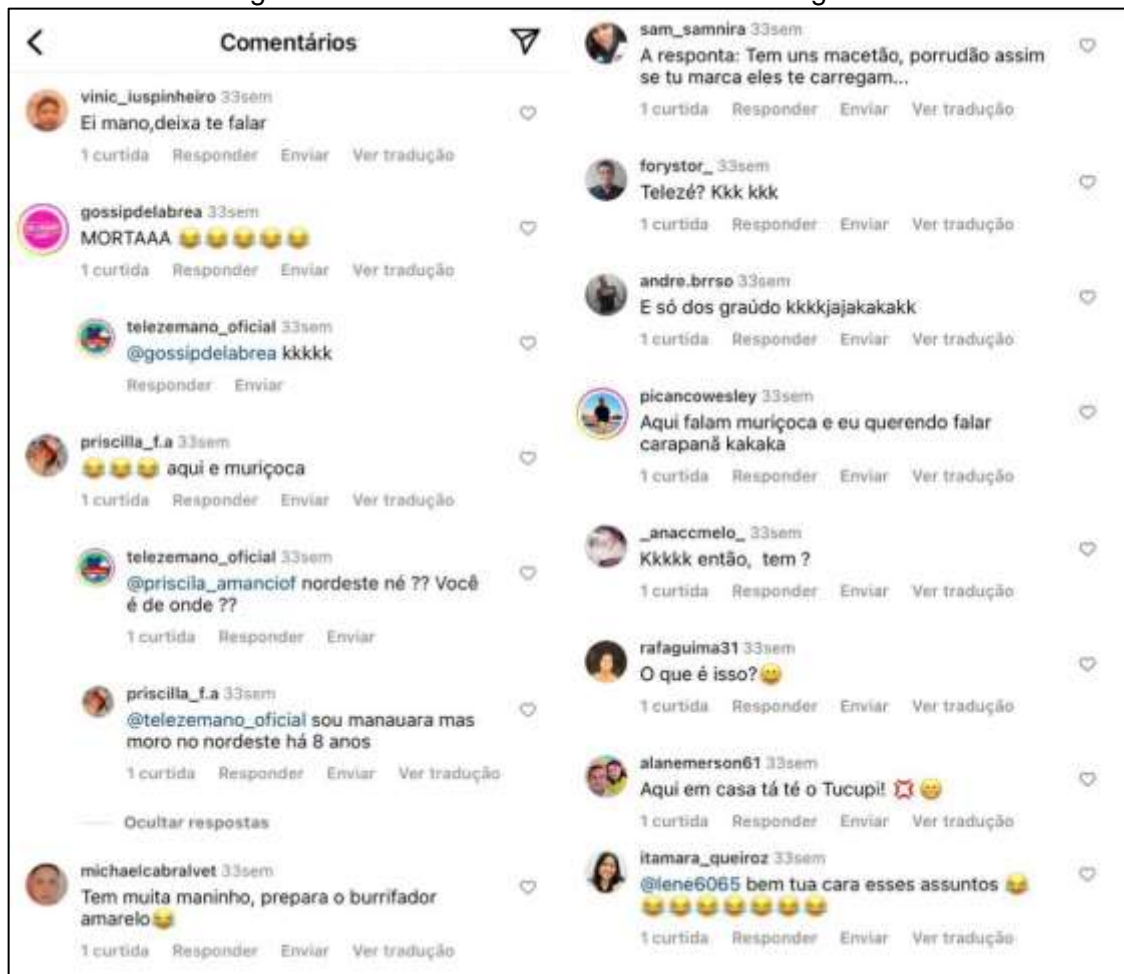 Comentários
vinic_iuspinheiro 33sem
Ei mano,deixa te falar
1 curtida Responder Enviar Ver tradução
gossipdelabrea 33sem
MORTAAA 😂😂😂😂😂
1 curtida Responder Enviar Ver tradução
telezemano_oficial 33sem
@gossipdelabrea kkkkk
Responder Enviar
priscilla_f.a 33sem
😂😂😂 aqui e muriçoca
1 curtida Responder Enviar Ver tradução
telezemano_oficial 33sem
@priscila_amanciof nordeste né ?? Você
é de onde ??
1 curtida Responder Enviar
priscilla_f.a 33sem
@telezemano_oficial sou manauara mas
moro no nordeste há 8 anos
1 curtida Responder Enviar Ver tradução
Ocultar respostas
michaelcabralvet 33sem
Tem muita maninho, prepara o burrifador
amarelo😂
1 curtida Responder Enviar Ver tradução
sam_samnira 33sem
A responta: Tem uns macetão, porrudão assim
se tu marca eles te carregam...
1 curtida Responder Enviar Ver tradução
forystor_ 33sem
Telezé? Kkk kkk
1 curtida Responder Enviar Ver tradução
andre.brrso 33sem
E só dos graúdo kkkkjajakakakk
1 curtida Responder Enviar Ver tradução
picancowesley 33sem
Aqui falam muriçoca e eu querendo falar
carapanã kakaka
1 curtida Responder Enviar Ver tradução
_anaccmelo_ 33sem
Kkkkk então, tem ?
1 curtida Responder Enviar Ver tradução
rafaguima31 33sem
O que é isso?😄
1 curtida Responder Enviar Ver tradução
alanemerson61 33sem
Aqui em casa tá té o Tucupi! 💢😁
1 curtida Responder Enviar Ver tradução
itamara_queiroz 33sem
@lene6065 bem tua cara esses assuntos 😂
😂😂😂😂😂😂😂
1 curtida Responder Enviar Ver tradução